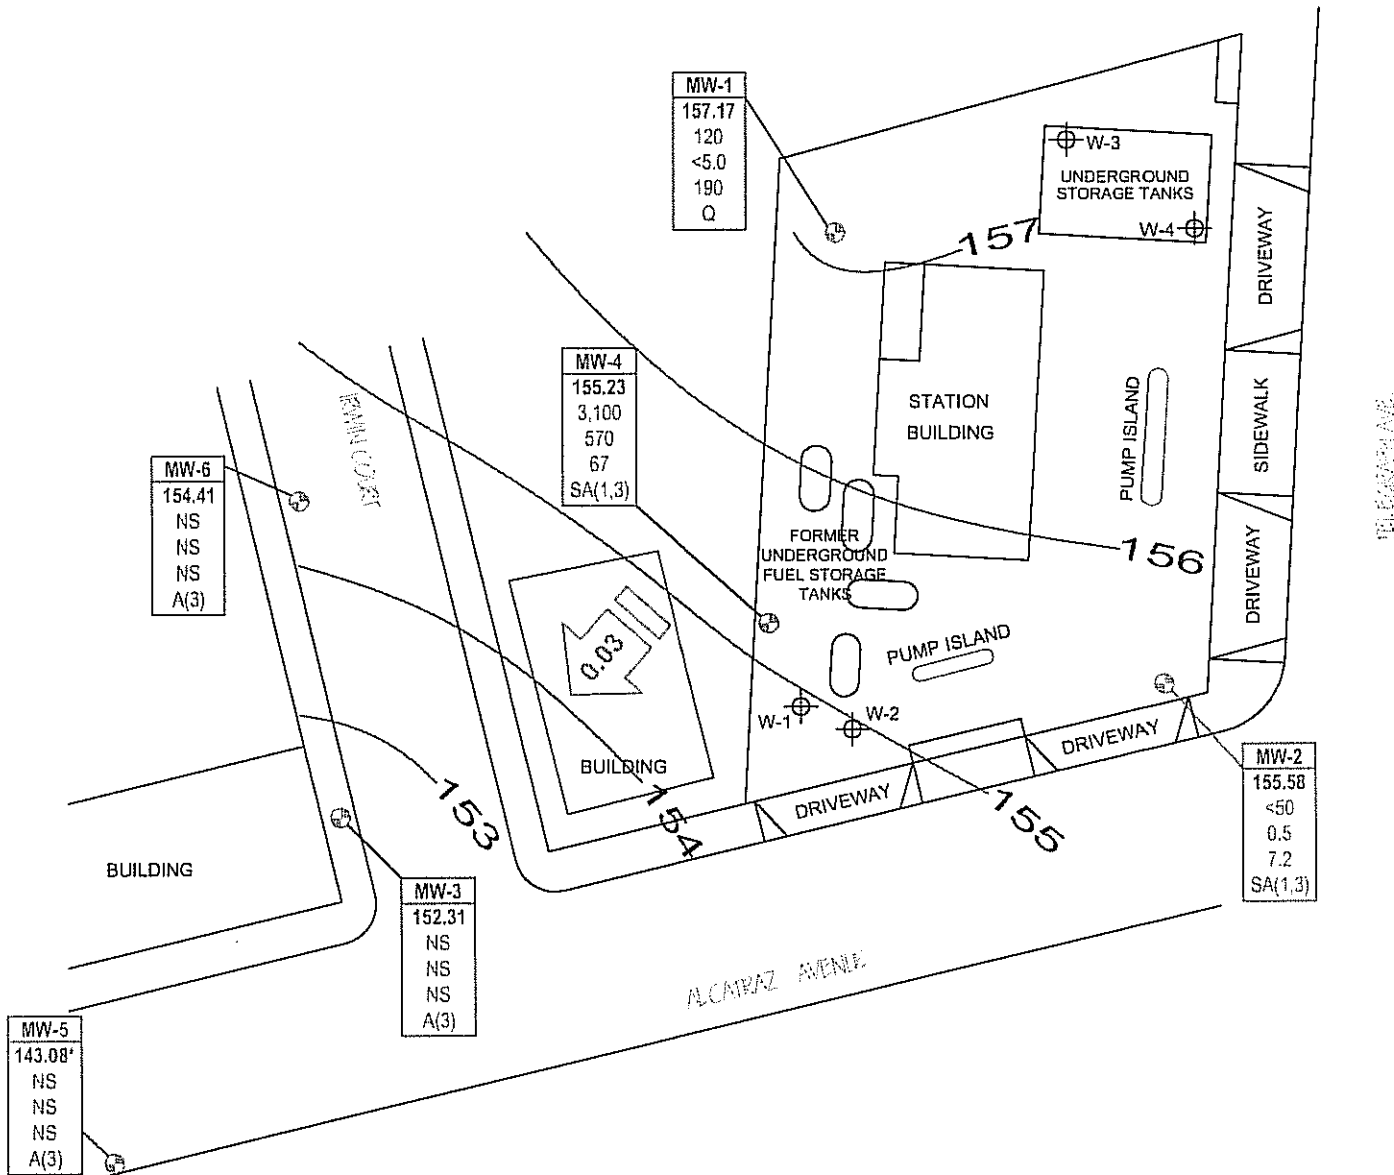 MW-1
157.17
120
<5.0
190
Q
W-3
UNDERGROUND
STORAGE TANKS
W-4
157
DRIVEWAY
MW-4
155.23
3,100
570
67
SA(1,3)
STATION
BUILDING
PUMP ISLAND
SIDEWALK
IRWIN COURT
MW-6
154.41
NS
NS
NS
A(3)
FORMER
UNDERGROUND
FUEL STORAGE
TANKS
156
DRIVEWAY
TELEGRAPH AVE.
0.03
PUMP ISLAND
W-1
W-2
BUILDING
DRIVEWAY
MW-2
155.58
<50
0.5
7.2
SA(1,3)
153
154
DRIVEWAY
155
BUILDING
MW-3
152.31
NS
NS
NS
A(3)
ALCATRAZ AVENUE
MW-5
143.08*
NS
NS
NS
A(3)